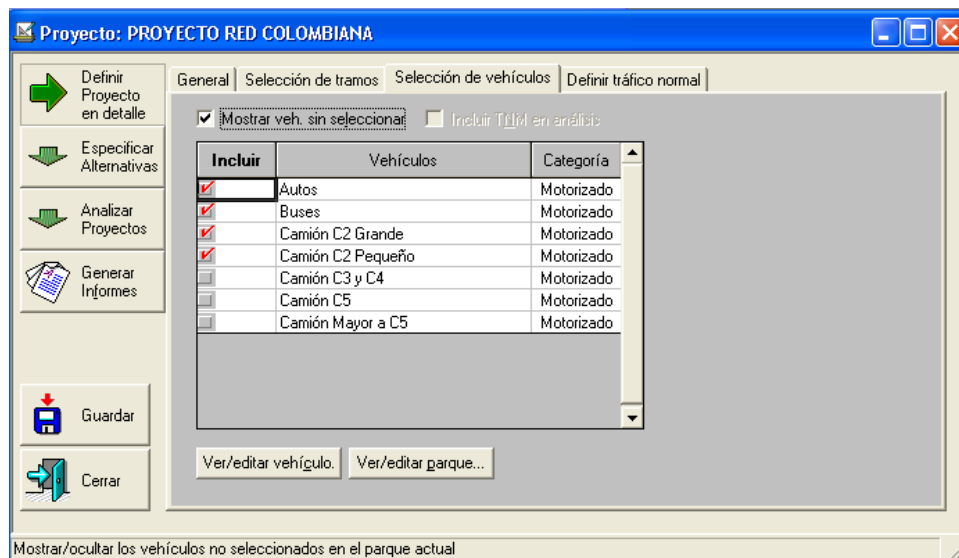 Proyecto: PROYECTO RED COLOMBIANA
Definir
Proyecto
en detalle
Especificar
Alternativas
Analizar
Proyectos
Generar
Informes
Guardar
Cerrar
General Selección de tramos Selección de vehículos Definir tráfico normal
Mostrar veh. sin seleccionar Incluir TNM en análisis
Incluir Vehículos Categoría
Autos Motorizado
Buses Motorizado
Camión C2 Grande Motorizado
Camión C2 Pequeño Motorizado
Camión C3 y C4 Motorizado
Camión C5 Motorizado
Camión Mayor a C5 Motorizado
Ver/editar vehículo. Ver/editar parque...
Mostrar/ocultar los vehículos no seleccionados en el parque actual